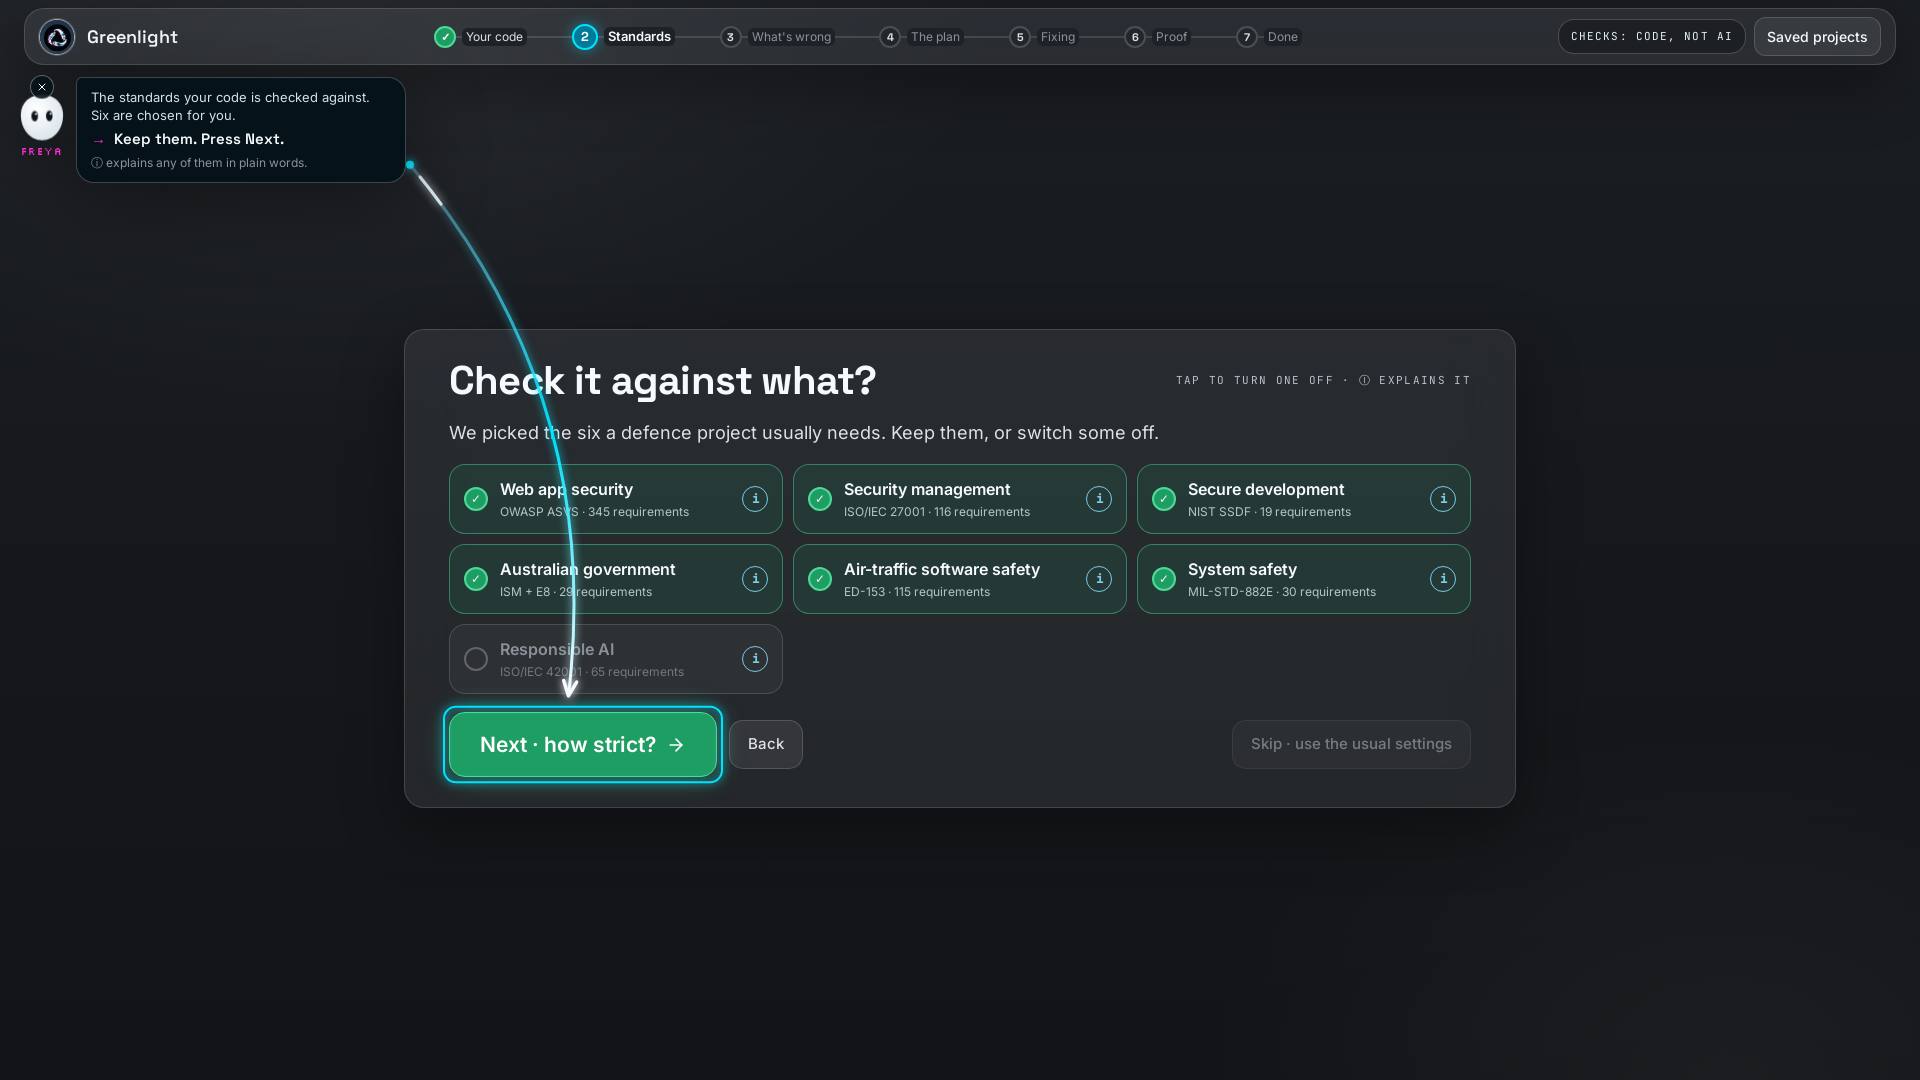 Greenlight
✓ Your code
2 Standards
3 What's wrong
4 The plan
5 Fixing
6 Proof
7 Done
CHECKS: CODE, NOT AI
Saved projects
FREYA
The standards your code is checked against.
Six are chosen for you.
→ Keep them. Press Next.
ⓘ explains any of them in plain words.
Check it against what?
TAP TO TURN ONE OFF · ⓘ EXPLAINS IT
We picked the six a defence project usually needs. Keep them, or switch some off.
Web app security
OWASP ASVS · 345 requirements
Security management
ISO/IEC 27001 · 116 requirements
Secure development
NIST SSDF · 19 requirements
Australian government
ISM + E8 · 29 requirements
Air-traffic software safety
ED-153 · 115 requirements
System safety
MIL-STD-882E · 30 requirements
Responsible AI
ISO/IEC 42001 · 65 requirements
Next · how strict? →
Back
Skip · use the usual settings